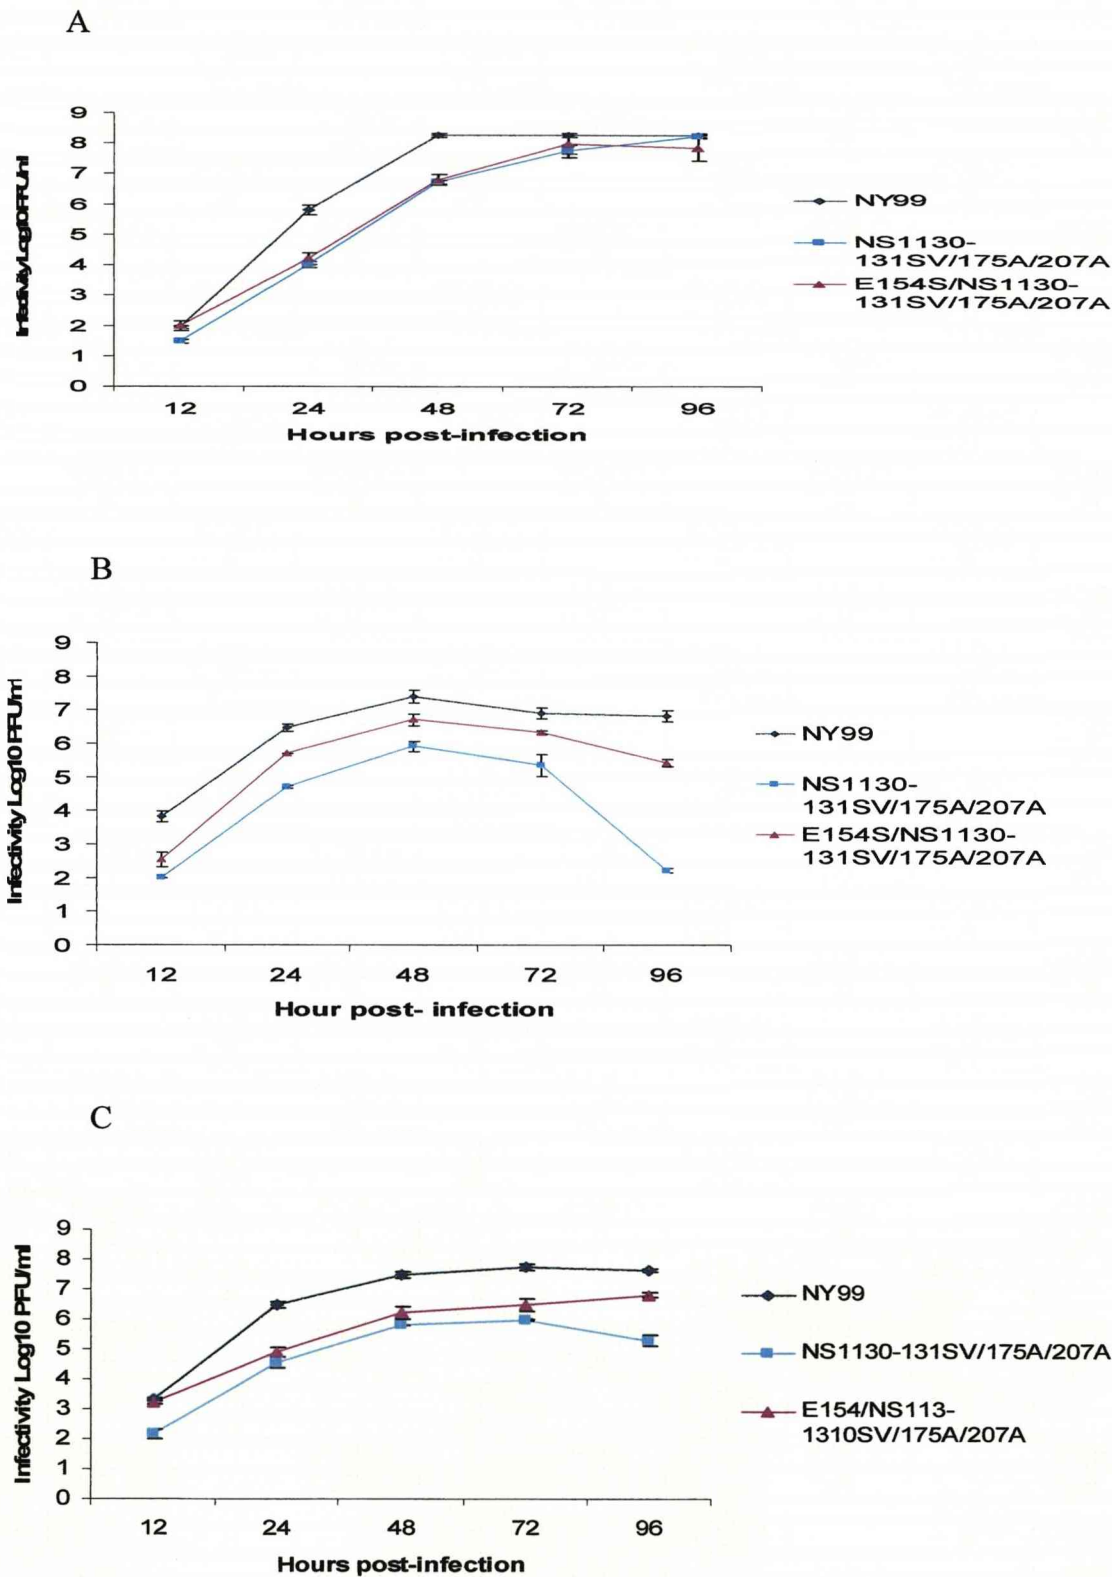 A
9
8
7
6
5
4
3
2
1
0
12 24 48 72 96
Hours post-infection
NY99
NS1130-
131SV/175A/207A
E154S/NS1130-
131SV/175A/207A
B
Infectivity Log10 PFU/ml
9
8
7
6
5
4
3
2
1
0
12 24 48 72 96
Hour post- infection
NY99
NS1130-
131SV/175A/207A
E154S/NS1130-
131SV/175A/207A
C
Infectivity Log10 PFU/ml
9
8
7
6
5
4
3
2
1
0
12 24 48 72 96
Hours post-infection
NY99
NS1130-131SV/175A/207A
E154/NS113-
1310SV/175A/207A